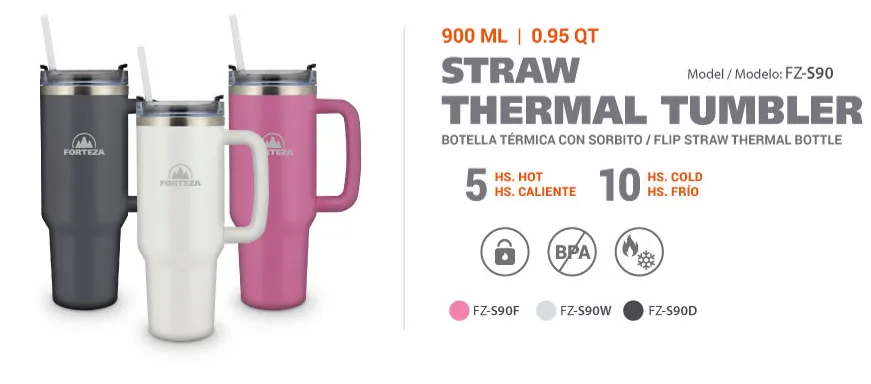 FORTEZA
FORTEZA
FORTEZA
900 ML | 0.95 QT
STRAW
Model / Modelo: FZ-S90
THERMAL TUMBLER
BOTELLA TÉRMICA CON SORBITO / FLIP STRAW THERMAL BOTTLE
5 HS. HOT
HS. CALIENTE
10 HS. COLD
HS. FRÍO
BPA
FZ-S90F
FZ-S90W
FZ-S90D